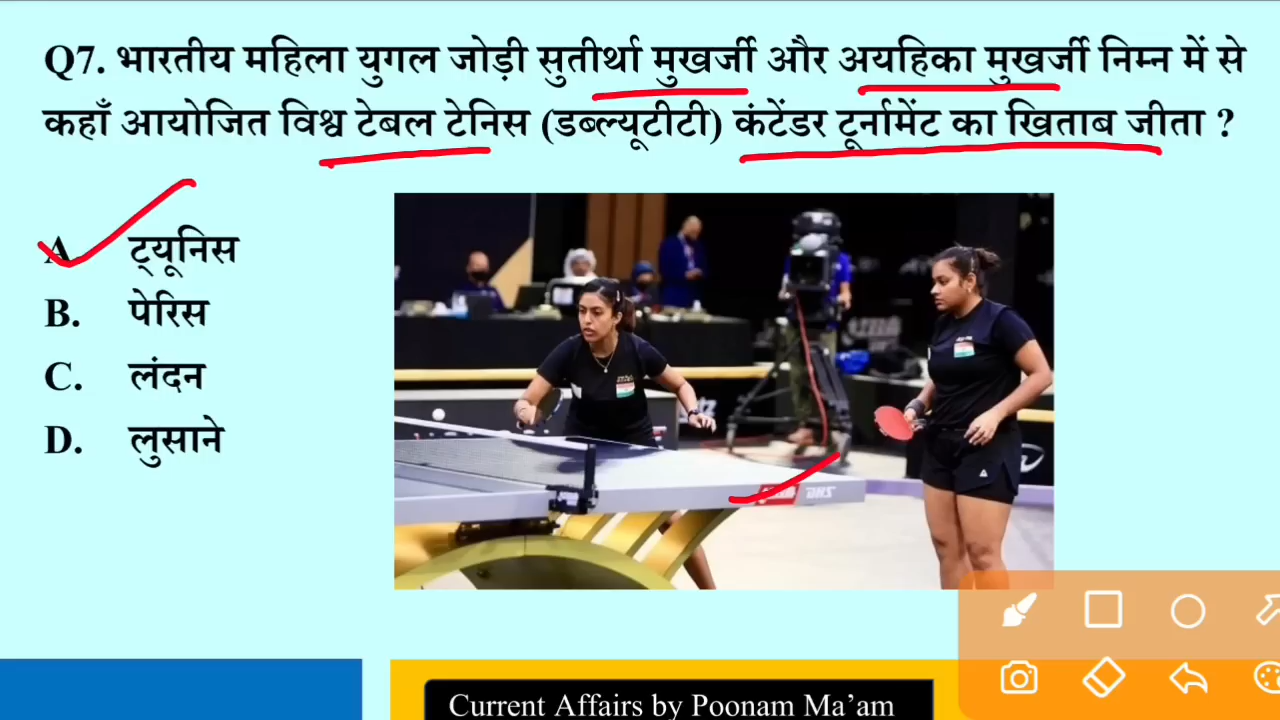 Q7. भारतीय महिला युगल जोड़ी सुतीर्था मुखर्जी और अयहिका मुखर्जी निम्न में से
कहाँ आयोजित विश्व टेबल टेनिस (डब्ल्यूटीटी) कंटेंडर टूर्नामेंट का खिताब जीता ?
A. ट्यूनिस
B. पेरिस
C. लंदन
D. लुसाने
DHS
Current Affairs by Poonam Ma’am